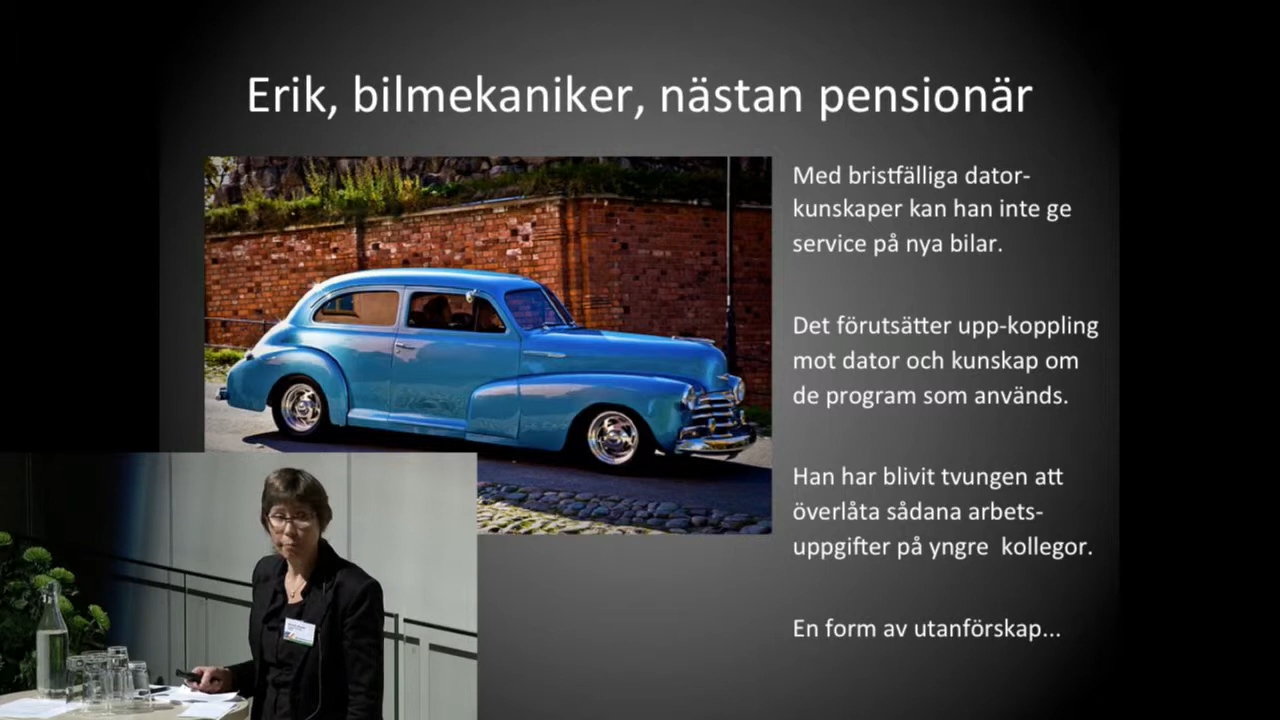 Erik, bilmekaniker, nästan pensionär
Med bristfälliga dator-
kunskaper kan han inte ge
service på nya bilar.
Det förutsätter upp-koppling
mot dator och kunskap om
de program som används.
Han har blivit tvungen att
överlåta sådana arbets-
uppgifter på yngre  kollegor.
En form av utanförskap...